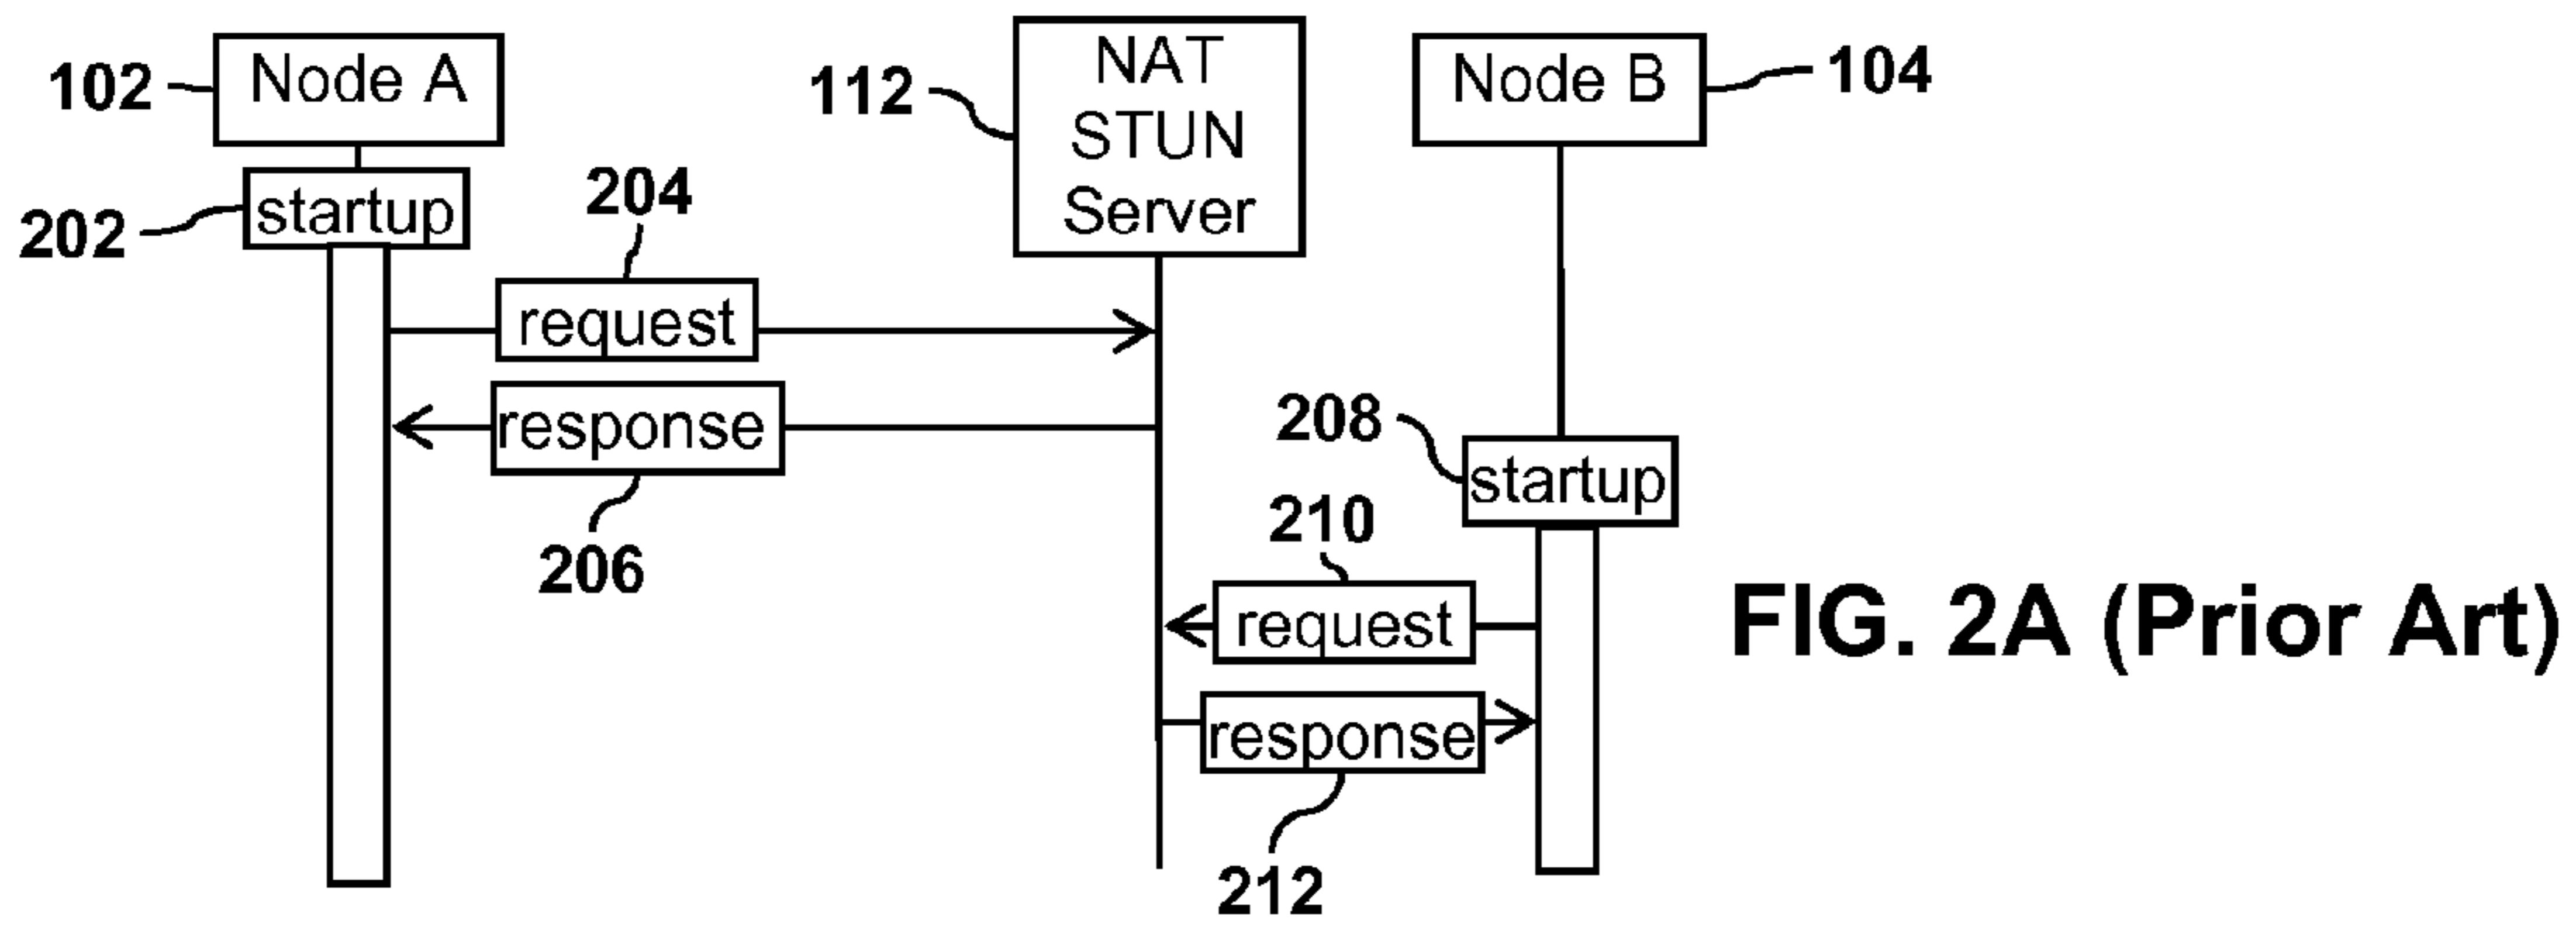 102
Node A
112
NAT
STUN
Server
Node B
104
202
startup
204
request
response
206
208
startup
210
request
response
212
FIG. 2A (Prior Art)